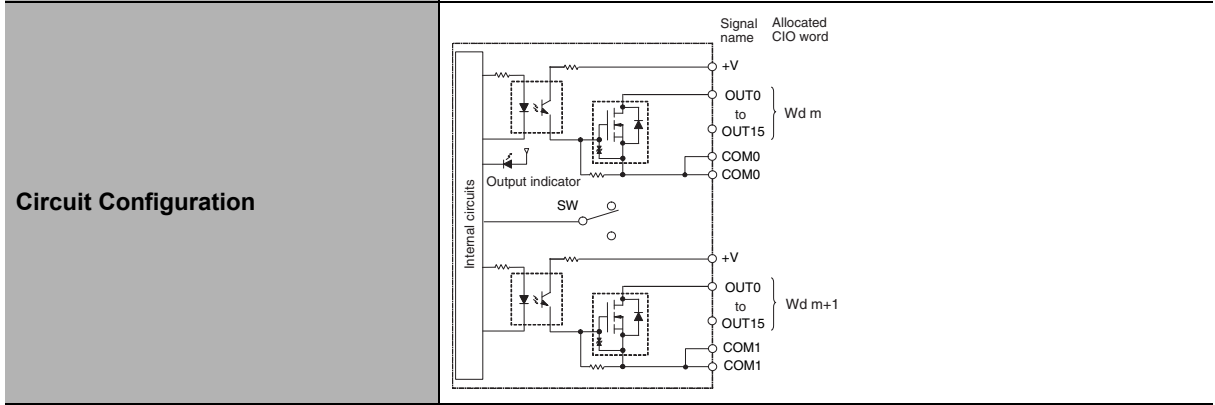 Circuit Configuration
Signal name
Allocated CIO word
+V
OUT0
to
OUT15
Wd m
COM0
COM0
Output indicator
Internal circuits
SW
+V
OUT0
to
OUT15
Wd m+1
COM1
COM1